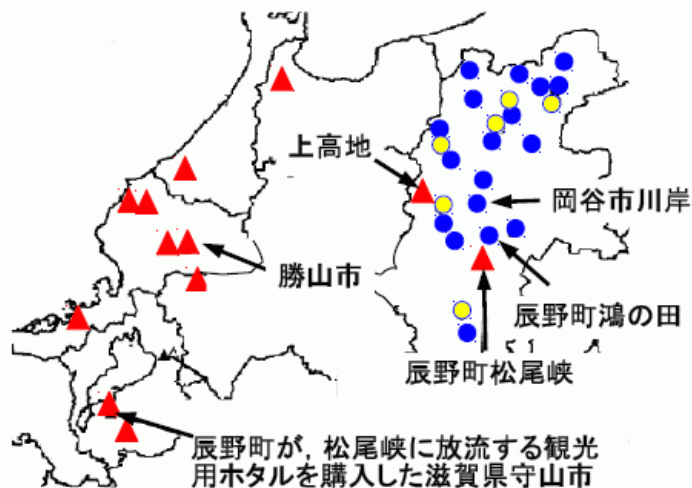 上高地
岡谷市川岸
勝山市
辰野町鴻の田
辰野町松尾峡
辰野町が，松尾峡に放流する観光
用ホタルを購入した滋賀県守山市